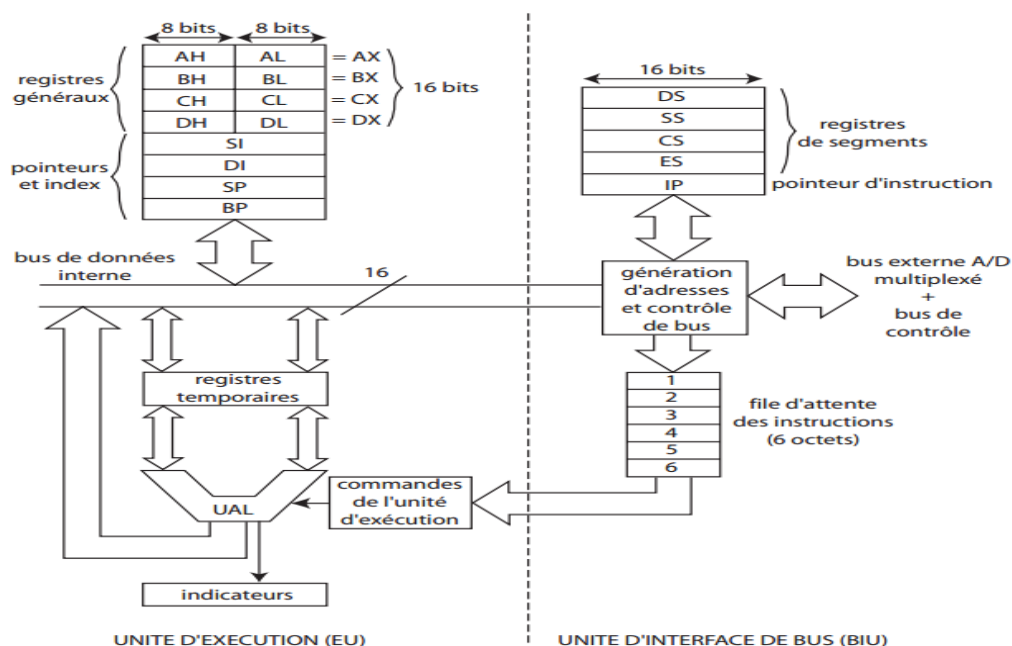 8 bits 8 bits
AH AL = AX
BH BL = BX
CH CL = CX
DH DL = DX
16 bits
registres
généraux
SI
DI
SP
BP
pointeurs
et index
bus de données
interne
16
registres
temporaires
UAL
commandes
de l'unité
d'exécution
indicateurs
UNITE D'EXECUTION (EU)
16 bits
DS
SS
CS
ES
IP
registres
de segments
pointeur d'instruction
génération
d'adresses
et contrôle
de bus
bus externe A/D
multiplexé
+
bus de
contrôle
1
2
3
4
5
6
file d'attente
des instructions
(6 octets)
UNITE D'INTERFACE DE BUS (BIU)